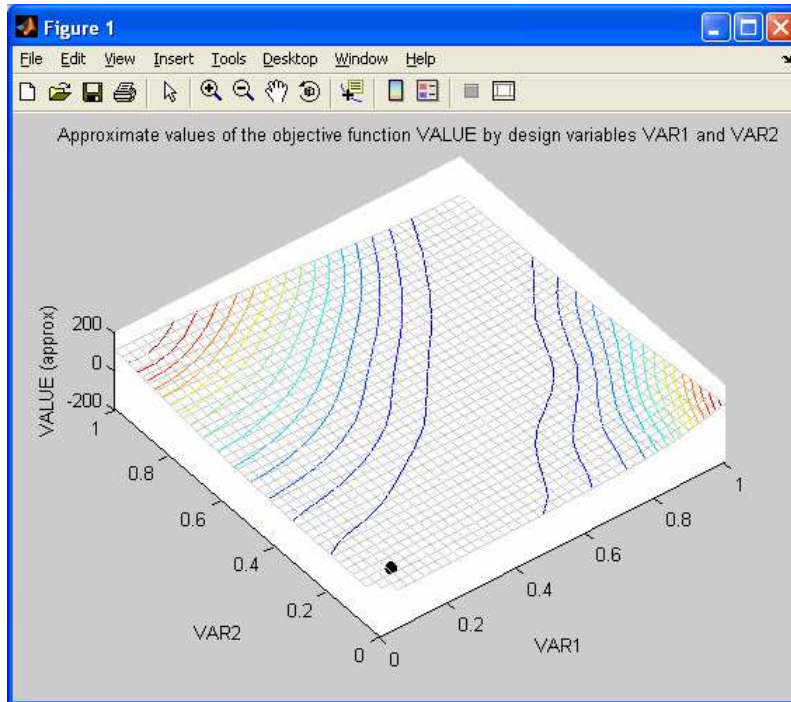 Figure 1
File Edit View Insert Tools Desktop Window Help
Approximate values of the objective function VALUE by design variables VAR1 and VAR2
VALUE (approx)
200
0
-200
1
0.8
0.6
0.4
0.2
0
VAR2
0
0.2
0.4
0.6
0.8
1
VAR1